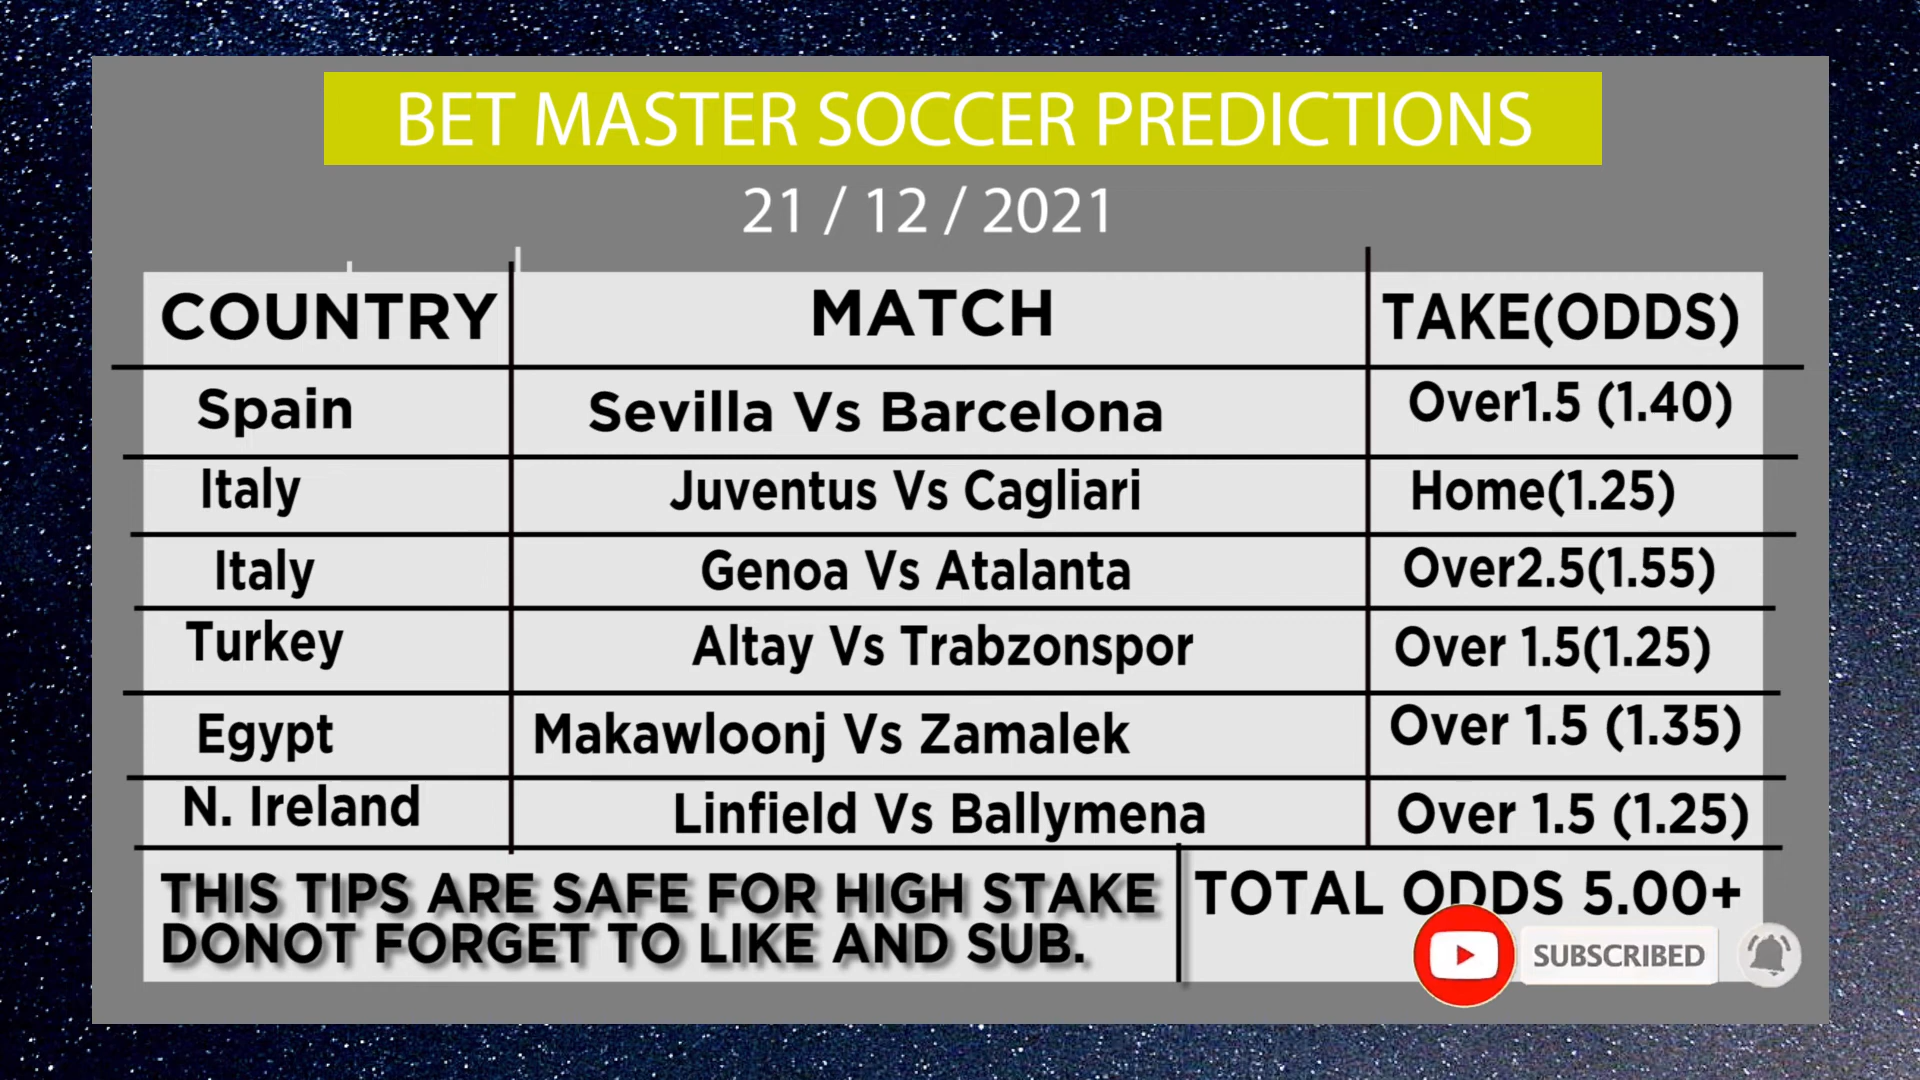 BET MASTER SOCCER PREDICTIONS
21 / 12 / 2021
COUNTRY MATCH TAKE(ODDS)
Spain Sevilla Vs Barcelona Over1.5 (1.40)
Italy Juventus Vs Cagliari Home(1.25)
Italy Genoa Vs Atalanta Over2.5(1.55)
Turkey Altay Vs Trabzonspor Over 1.5(1.25)
Egypt Makawloonj Vs Zamalek Over 1.5 (1.35)
N. Ireland Linfield Vs Ballymena Over 1.5 (1.25)
THIS TIPS ARE SAFE FOR HIGH STAKE TOTAL ODDS 5.00+
DONOT FORGET TO LIKE AND SUB. SUBSCRIBED